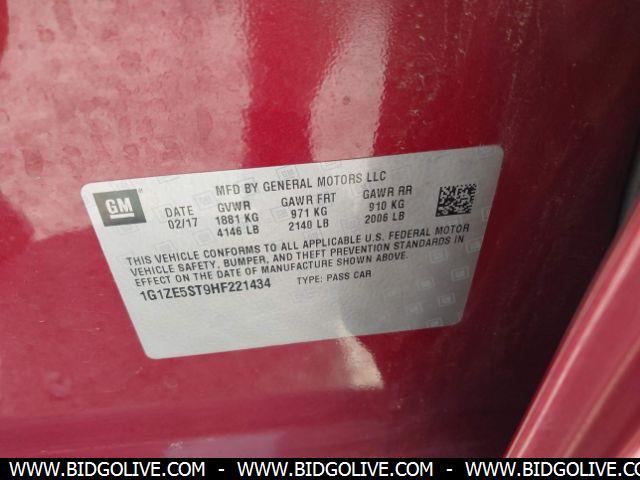 GM
MFD BY GENERAL MOTORS LLC
DATE GVWR GAWR FRT GAWR RR
02/17 1881 KG 971 KG 910 KG
4146 LB 2140 LB 2006 LB
THIS VEHICLE CONFORMS TO ALL APPLICABLE U.S. FEDERAL MOTOR
VEHICLE SAFETY, BUMPER, AND THEFT PREVENTION STANDARDS IN
EFFECT ON THE DATE OF MANUFACTURE SHOWN ABOVE.
1G1ZE5ST9HF221434 TYPE: PASS CAR
WWW.BIDGOLIVE.COM - WWW.BIDGOLIVE.COM - WWW.BIDGOLIVE.COM